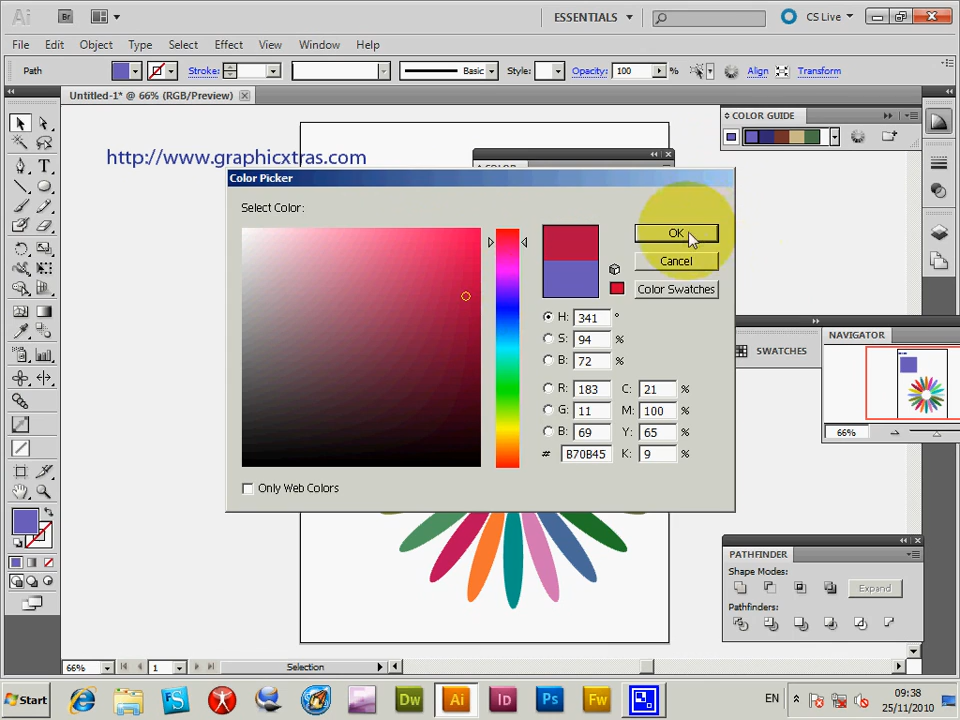 Ai
Br
ESSENTIALS
CS Live
File Edit Object Type Select Effect View Window Help
Path
Stroke:
Basic
Style:
Opacity:
100
%
Align
Transform
Untitled-1* @ 66% (RGB/Preview)
COLOR GUIDE
http://www.graphicxtras.com
Color Picker
Select Color:
OK
Cancel
Color Swatches
H: 341 °
S: 94 %
B: 72 %
R: 183 C: 21 %
G: 11 M: 100 %
B: 69 Y: 65 %
# B70B45 K: 9 %
Only Web Colors
SWATCHES
NAVIGATOR
66%
PATHFINDER
Shape Modes:
Expand
Pathfinders:
66%
1
Selection
Start
Dw
Ai
Id
Ps
Fw
EN
09:38
25/11/2010